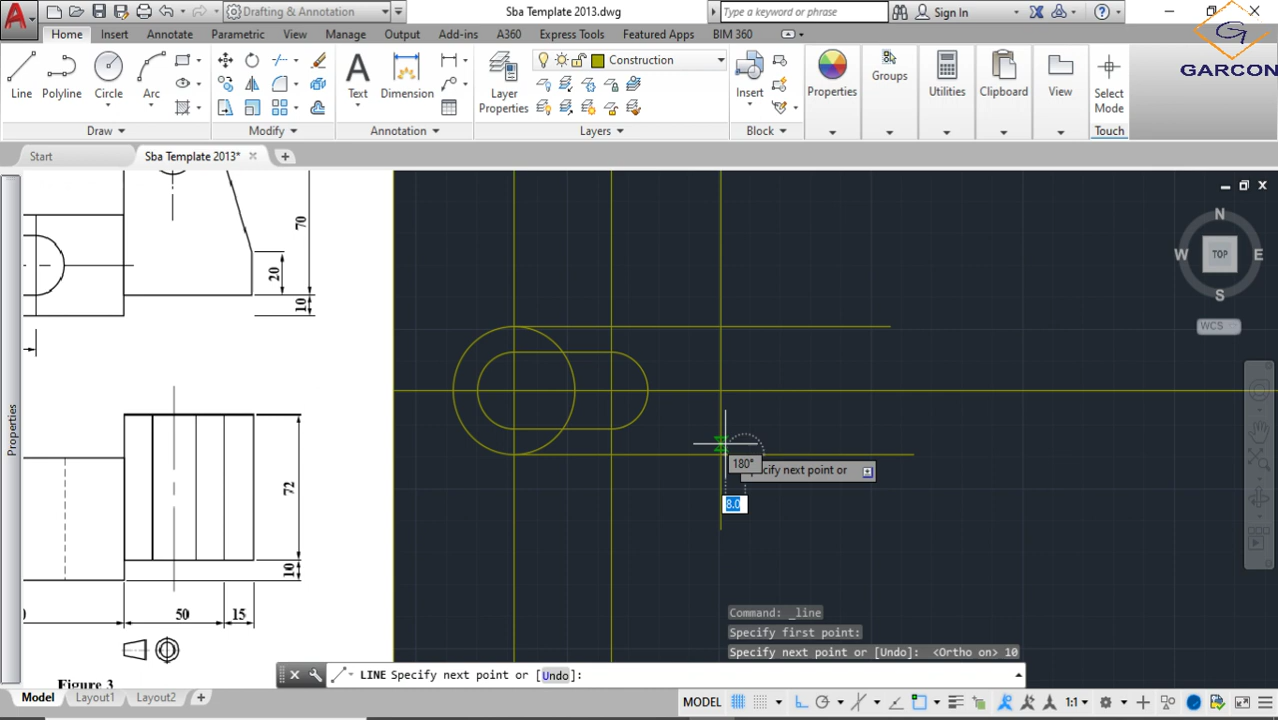 Drafting & Annotation
Sba Template 2013.dwg
Type a keyword or phrase
Sign In
Home
Insert
Annotate
Parametric
View
Manage
Output
Add-ins
A360
Express Tools
Featured Apps
BIM 360
G
GARCON
Line
Polyline
Circle
Arc
Text
Dimension
Layer
Properties
Construction
Insert
Properties
Groups
Utilities
Clipboard
View
Select
Mode
Draw
Modify
Annotation
Layers
Block
Touch
Start
Sba Template 2013*
Properties
70
20
10
72
10
50
15
Figure 3
N
W
TOP
E
S
WCS
180°
pecify next point or
8.0
Command: _line
Specify first point:
Specify next point or [Undo]: <Ortho on> 10
LINE Specify next point or [Undo]:
Model
Layout1
Layout2
MODEL
1:1